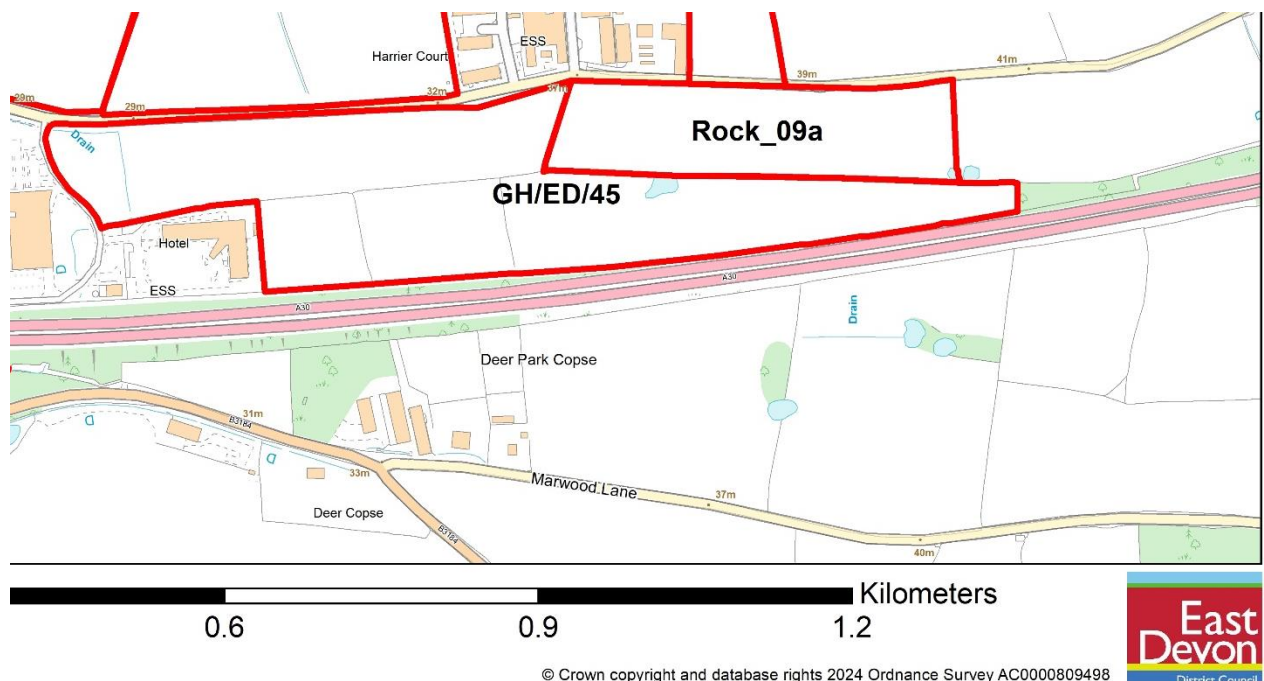 ESS
Harrier Court
41m
39m
37m
32m
29m
29m
Drain
Rock_09a
GH/ED/45
Hotel
ESS
A30
A30
Drain
Deer Park Copse
31m
B3184
D
D
D
33m
Marwood Lane
37m
Deer Copse
B3184
40m
Kilometers
0.6
0.9
1.2
East
Devon
District Council
© Crown copyright and database rights 2024 Ordnance Survey AC0000809498